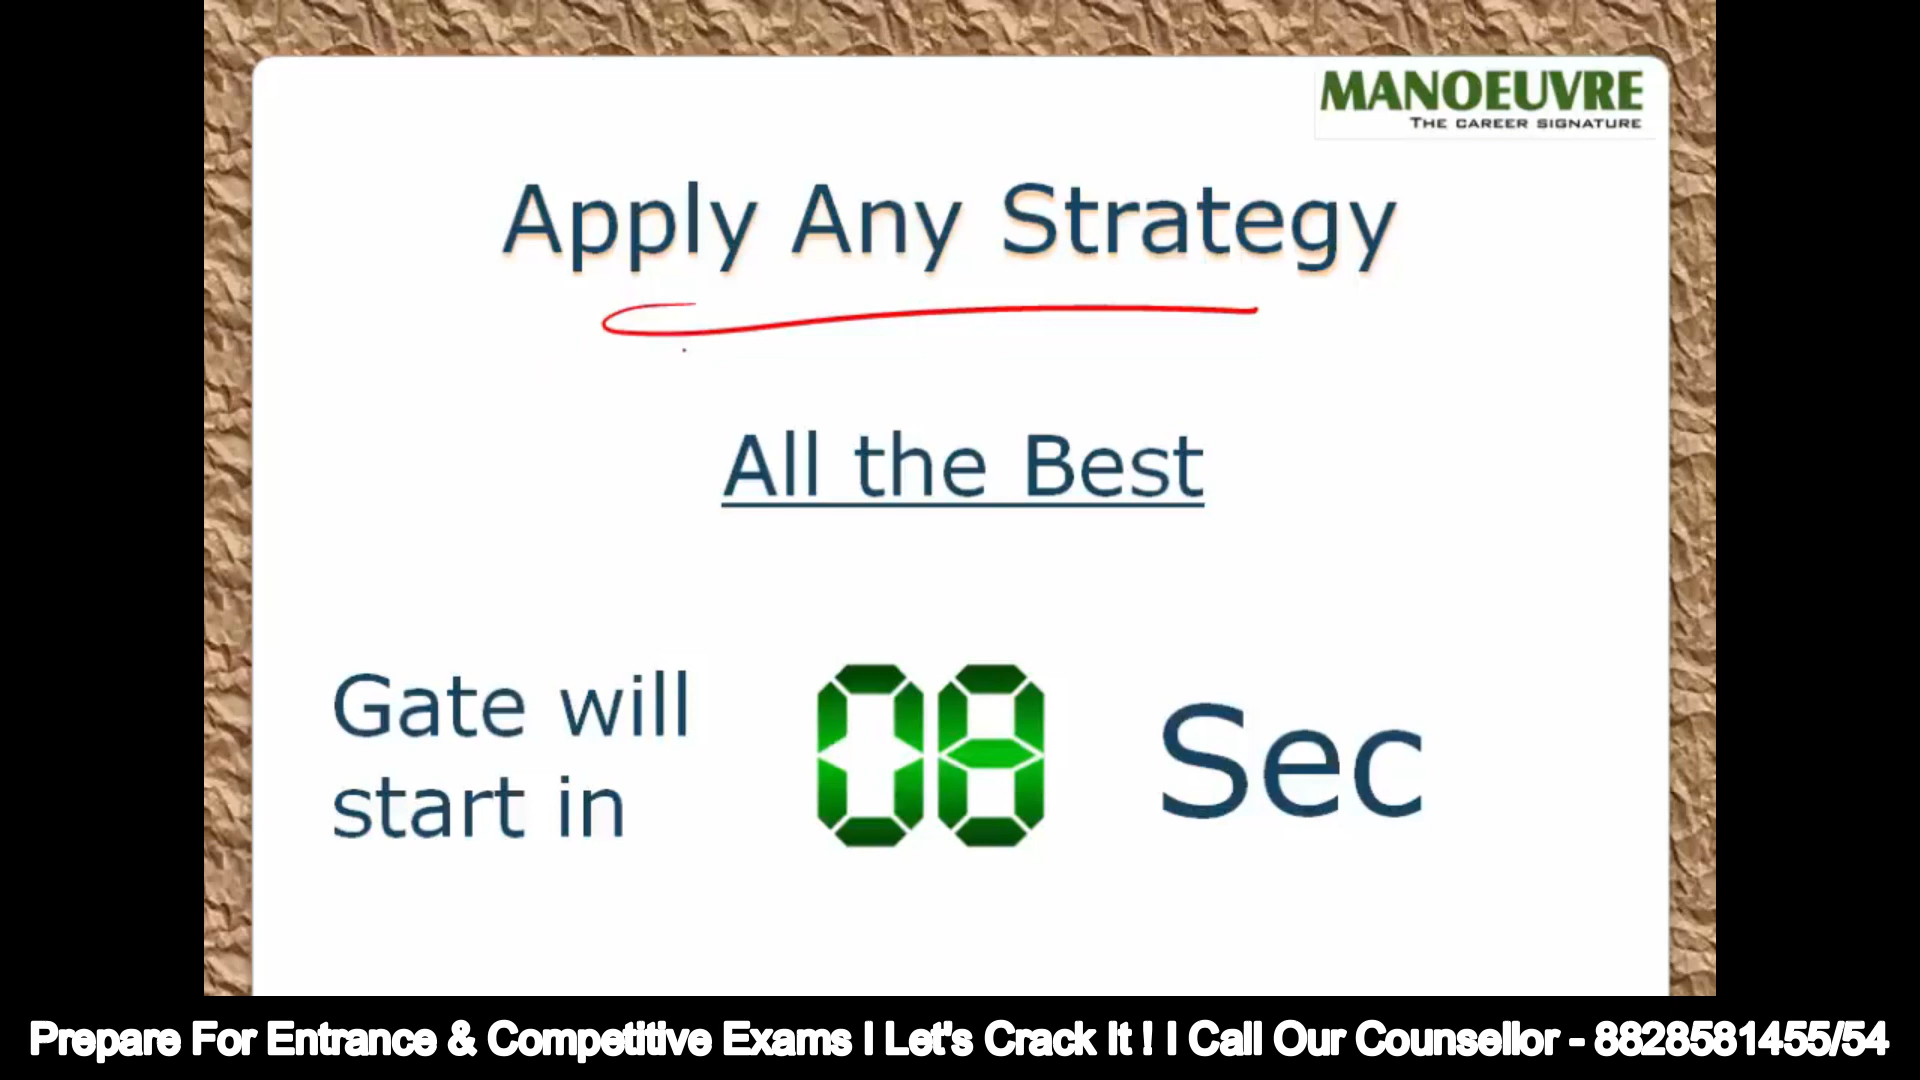 MANOEUVRE
THE CAREER SIGNATURE
Apply Any Strategy
All the Best
Gate will
start in
08 Sec
Prepare For Entrance & Competitive Exams I Let's Crack It ! I Call Our Counsellor - 8828581455/54